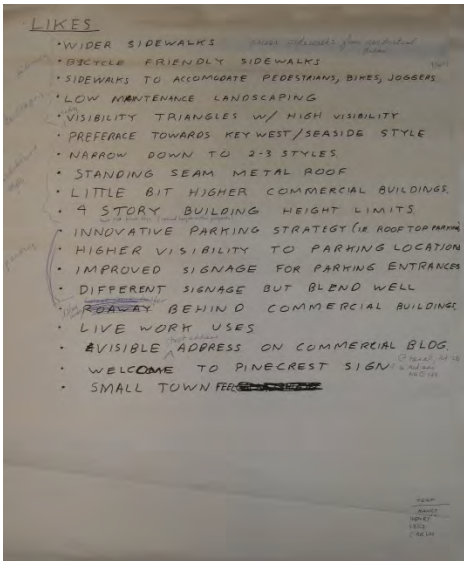 LIKES
• WIDER SIDEWALKS
• BICYCLE FRIENDLY SIDEWALKS
• SIDEWALKS TO ACCOMODATE PEDESTRIANS, BIKES, JOGGERS
• LOW MAINTENANCE LANDSCAPING
• VISIBILITY TRIANGLES W/ HIGH VISIBILITY
• PREFERACE TOWARDS KEY WEST/SEASIDE STYLE
• NARROW DOWN TO 2-3 STYLES.
• STANDING SEAM METAL ROOF
• LITTLE BIT HIGHER COMMERCIAL BUILDINGS.
• 4 STORY BUILDING HEIGHT LIMITS.
• INNOVATIVE PARKING STRATEGY (I.E. ROOFTOP PARKING)
• HIGHER VISIBILITY TO PARKING LOCATION
• IMPROVED SIGNAGE FOR PARKING ENTRANCES
• DIFFERENT SIGNAGE BUT BLEND WELL
• ROAWAY BEHIND COMMERCIAL BUILDINGS.
• LIVE WORK USES
• VISIBLE ADDRESS ON COMMERCIAL BLDG.
• WELCOME TO PINECREST SIGN
• SMALL TOWN FEEL